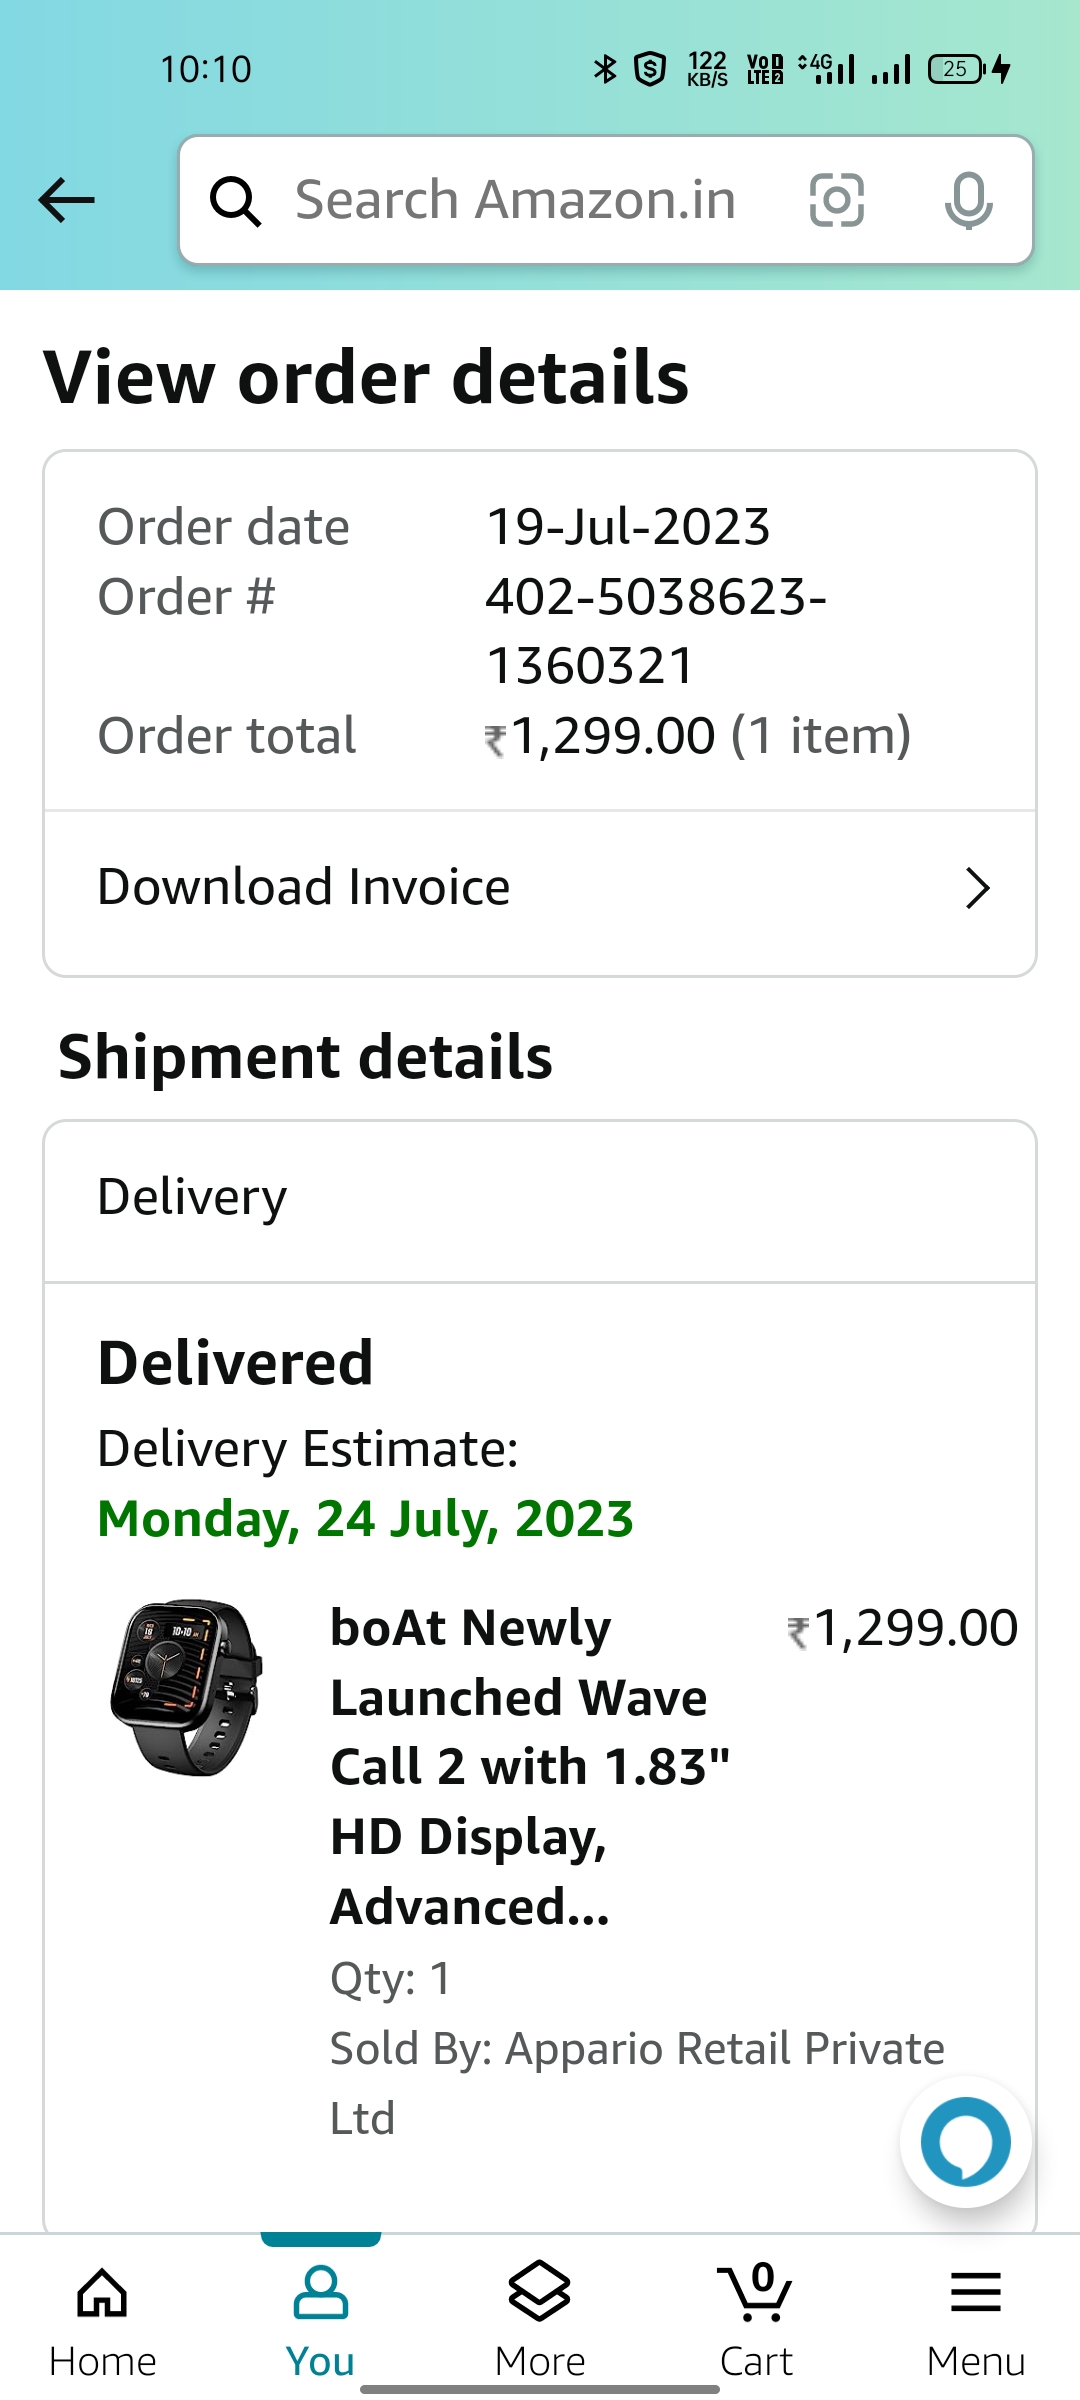 10:10
122
KB/S
VoD
LTE 2
4G
25
Search Amazon.in
View order details
Order date 19-Jul-2023
Order # 402-5038623-
1360321
Order total ₹1,299.00 (1 item)
Download Invoice
Shipment details
Delivery
Delivered
Delivery Estimate:
Monday, 24 July, 2023
boAt Newly ₹1,299.00
Launched Wave
Call 2 with 1.83"
HD Display,
Advanced...
Qty: 1
Sold By: Appario Retail Private
Ltd
0
Home You More Cart Menu